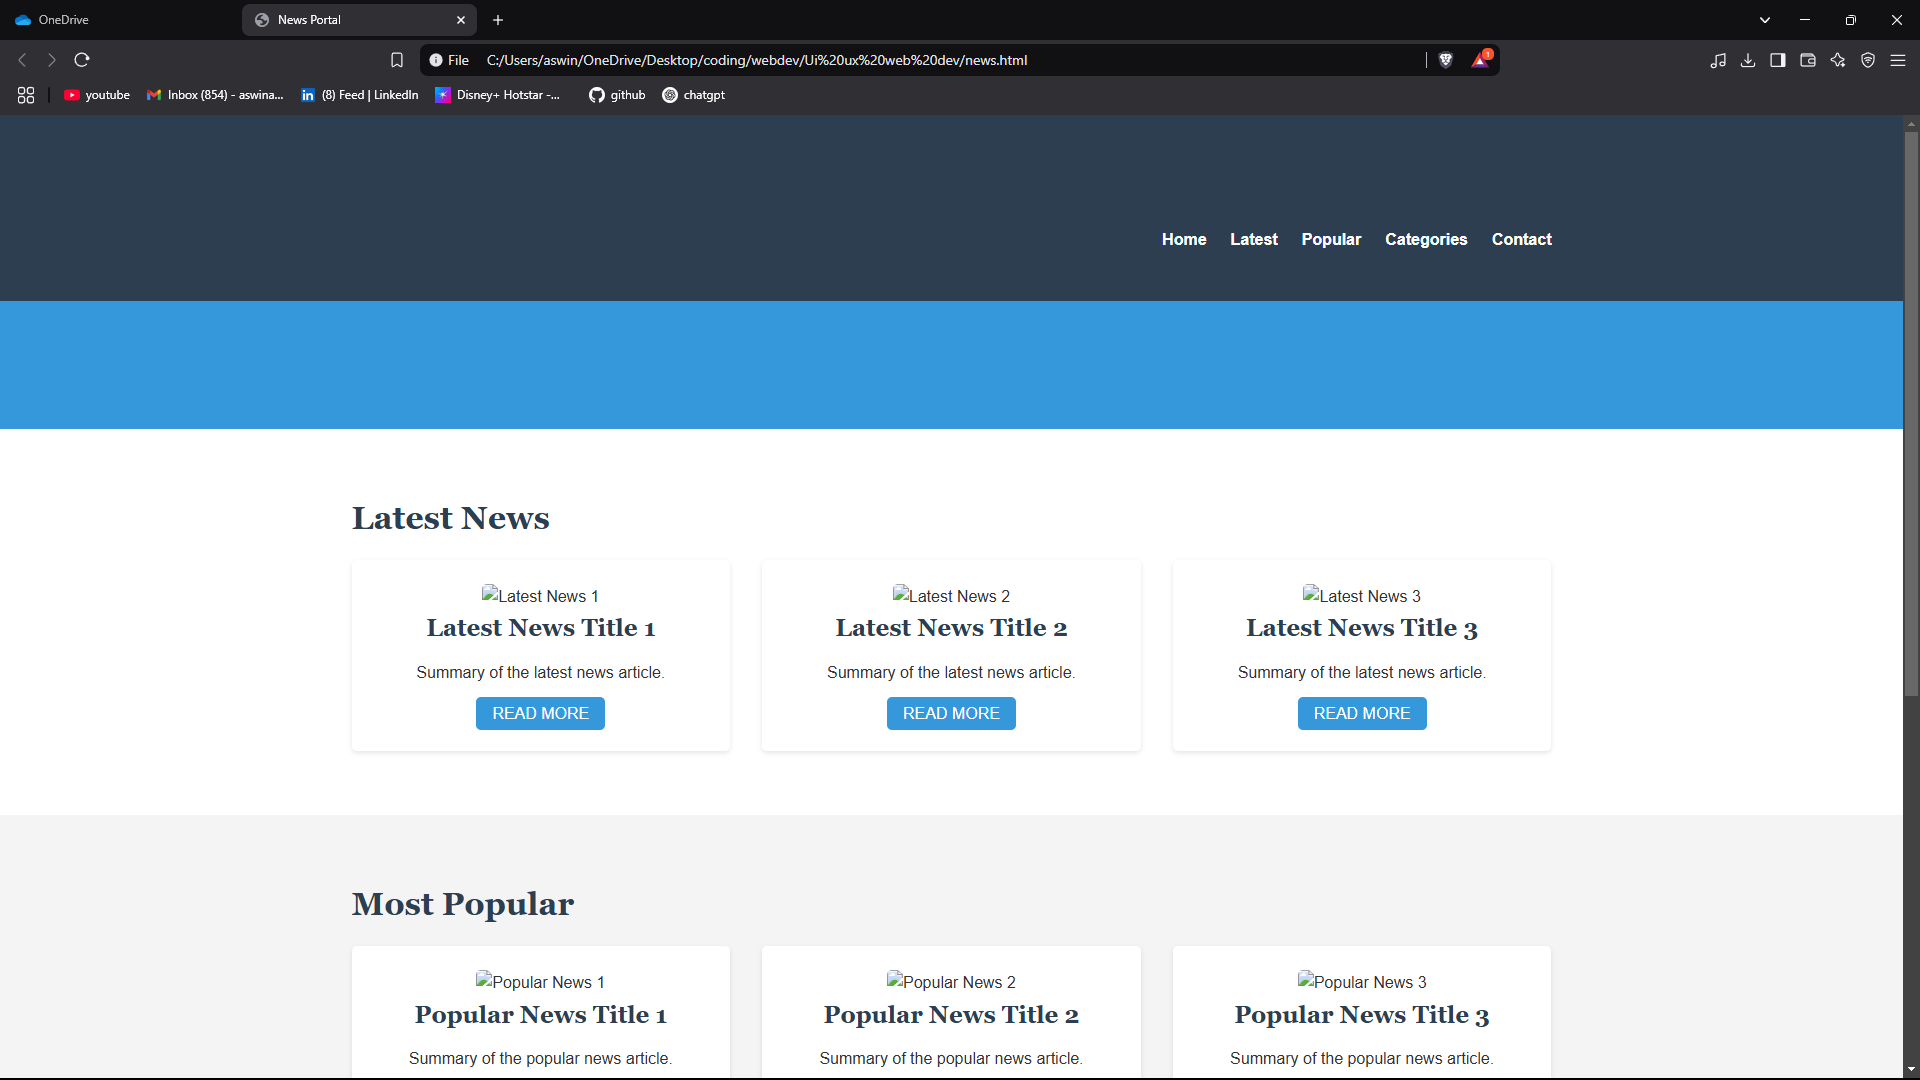 OneDrive
News Portal
File C:/Users/aswin/OneDrive/Desktop/coding/webdev/Ui%20ux%20web%20dev/news.html
1
youtube
Inbox (854) - aswina...
(8) Feed | LinkedIn
Disney+ Hotstar -...
github
chatgpt
Home Latest Popular Categories Contact
Latest News
Latest News 1
Latest News Title 1
Summary of the latest news article.
READ MORE
Latest News 2
Latest News Title 2
Summary of the latest news article.
READ MORE
Latest News 3
Latest News Title 3
Summary of the latest news article.
READ MORE
Most Popular
Popular News 1
Popular News Title 1
Summary of the popular news article.
Popular News 2
Popular News Title 2
Summary of the popular news article.
Popular News 3
Popular News Title 3
Summary of the popular news article.